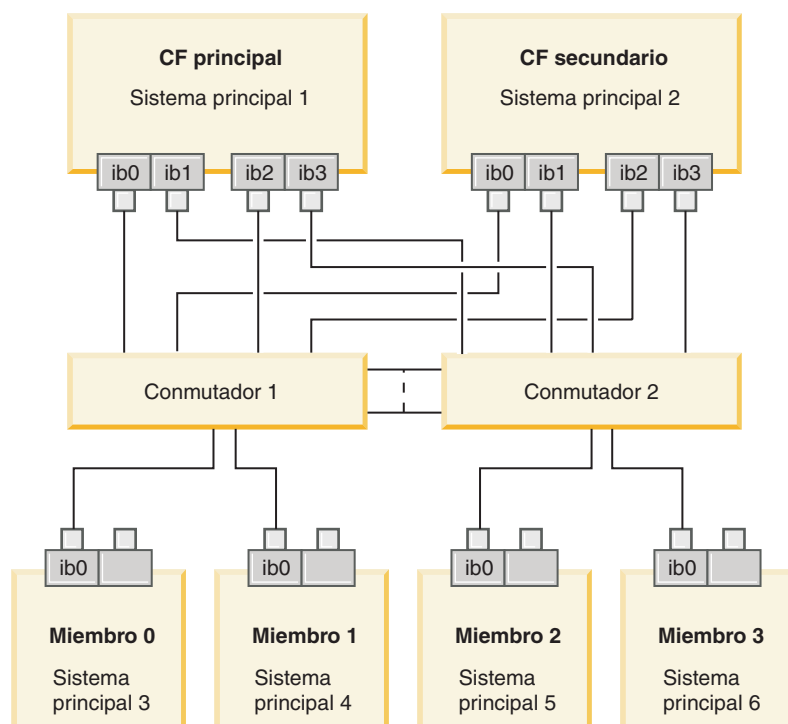 CF principal
Sistema principal 1
CF secundario
Sistema principal 2
ib0 ib1 ib2 ib3
ib0 ib1 ib2 ib3
Conmutador 1
Conmutador 2
ib0
Miembro 0
Sistema
principal 3
ib0
Miembro 1
Sistema
principal 4
ib0
Miembro 2
Sistema
principal 5
ib0
Miembro 3
Sistema
principal 6